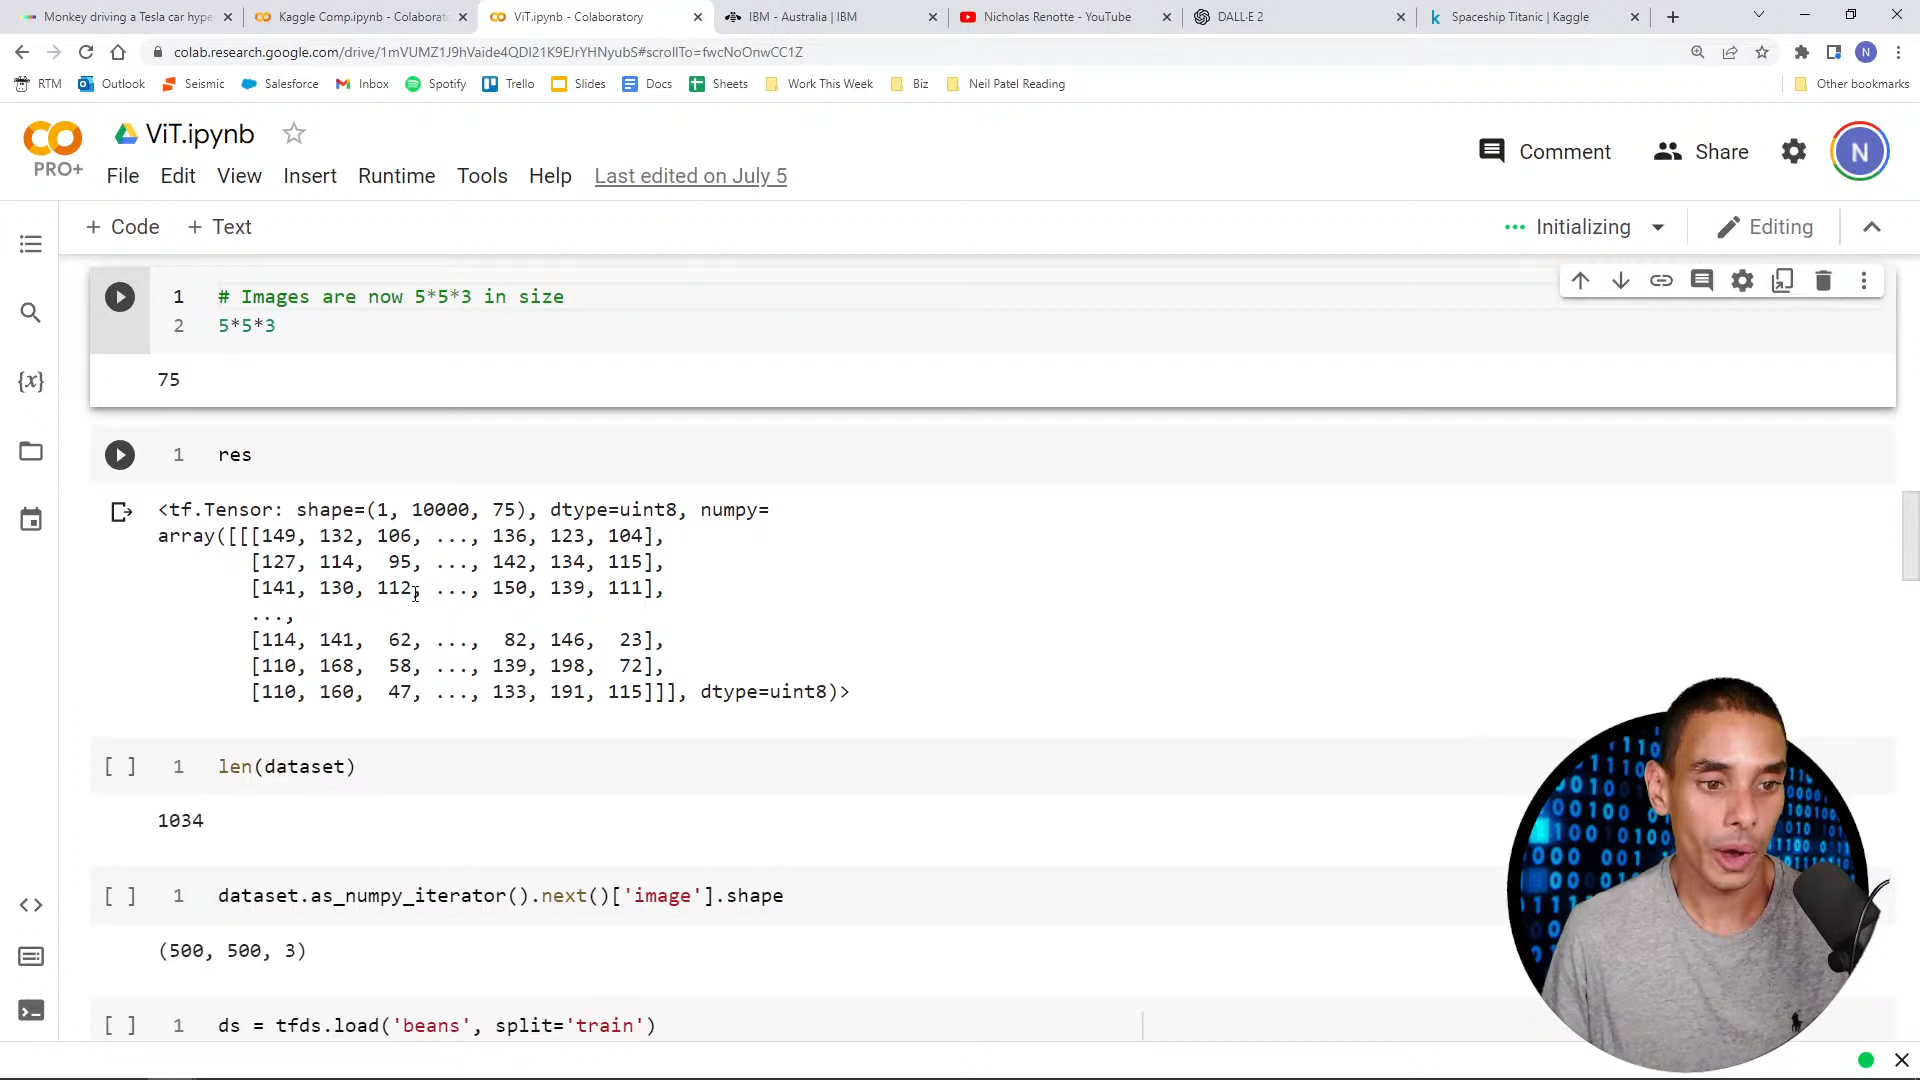 Monkey driving a Tesla car hype
Kaggle Comp.ipynb - Colaborato
ViT.ipynb - Colaboratory
IBM - Australia | IBM
Nicholas Renotte - YouTube
DALL·E 2
Spaceship Titanic | Kaggle
colab.research.google.com/drive/1mVUMZ1J9hVaide4QDI21K9EJrYHNyubS#scrollTo=fwcNoOnwCC1Z
N
RTM
Outlook
Seismic
Salesforce
Inbox
Spotify
Trello
Slides
Docs
Sheets
Work This Week
Biz
Neil Patel Reading
Other bookmarks
PRO+
ViT.ipynb
File Edit View Insert Runtime Tools Help Last edited on July 5
Comment
Share
N
+ Code + Text
Initializing
Editing
1 # Images are now 5*5*3 in size
2 5*5*3
75
1 res
<tf.Tensor: shape=(1, 10000, 75), dtype=uint8, numpy=
array([[[149, 132, 106, ..., 136, 123, 104],
[127, 114, 95, ..., 142, 134, 115],
[141, 130, 112, ..., 150, 139, 111],
...,
[114, 141, 62, ..., 82, 146, 23],
[110, 168, 58, ..., 139, 198, 72],
[110, 160, 47, ..., 133, 191, 115]]], dtype=uint8)>
[ ] 1 len(dataset)
1034
[ ] 1 dataset.as_numpy_iterator().next()['image'].shape
(500, 500, 3)
[ ] 1 ds = tfds.load('beans', split='train')